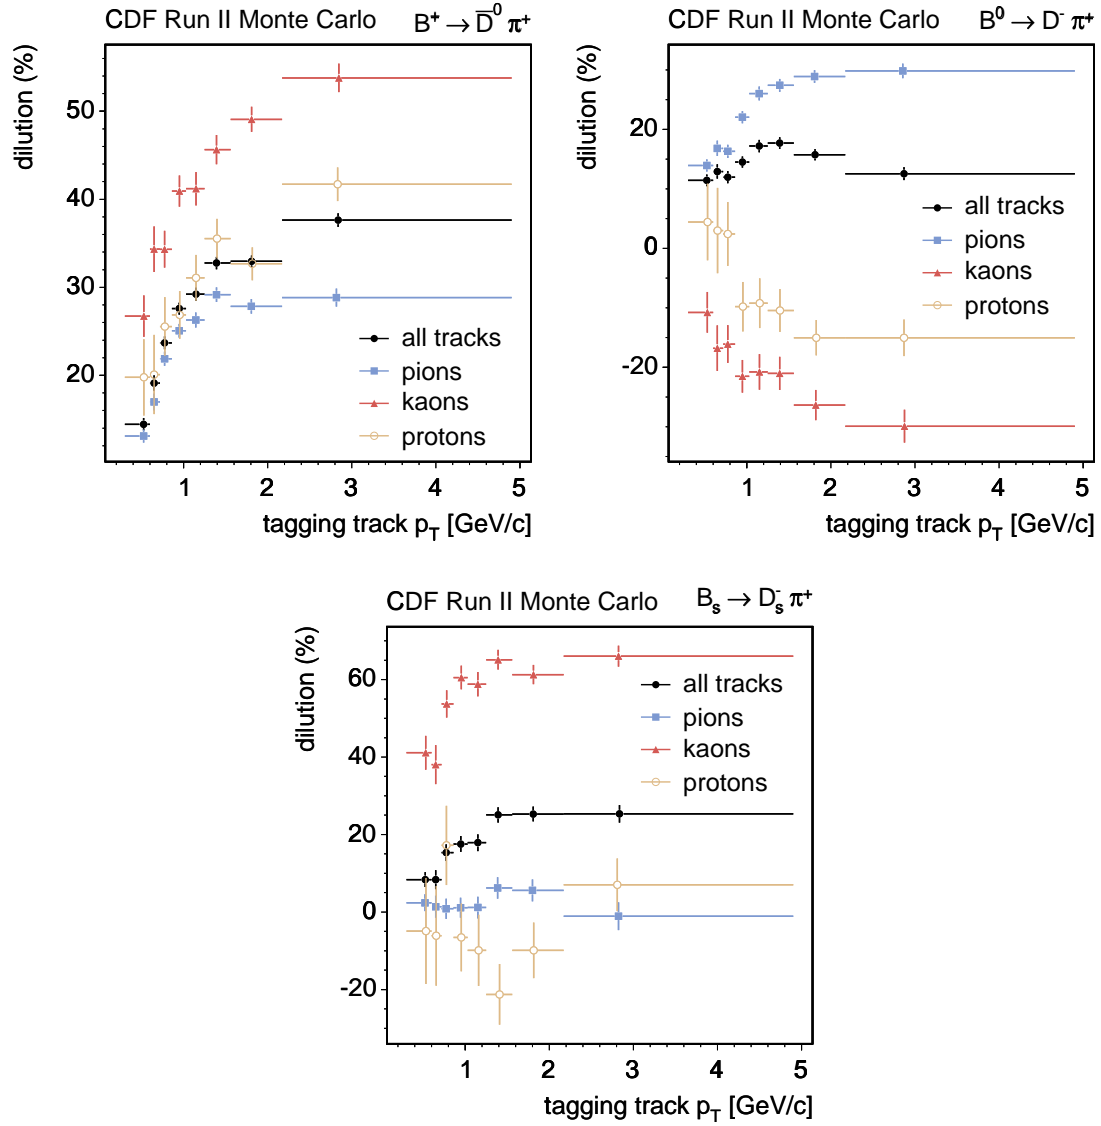 CDF Run II Monte Carlo B⁺ → D̅⁰ π⁺
dilution (%)
50
40
30
20
all tracks
pions
kaons
protons
1 2 3 4 5
tagging track p_T [GeV/c]
CDF Run II Monte Carlo B⁰ → D⁻ π⁺
dilution (%)
20
0
-20
all tracks
pions
kaons
protons
1 2 3 4 5
tagging track p_T [GeV/c]
CDF Run II Monte Carlo B_s → D_s⁻ π⁺
dilution (%)
60
40
20
0
-20
all tracks
pions
kaons
protons
1 2 3 4 5
tagging track p_T [GeV/c]